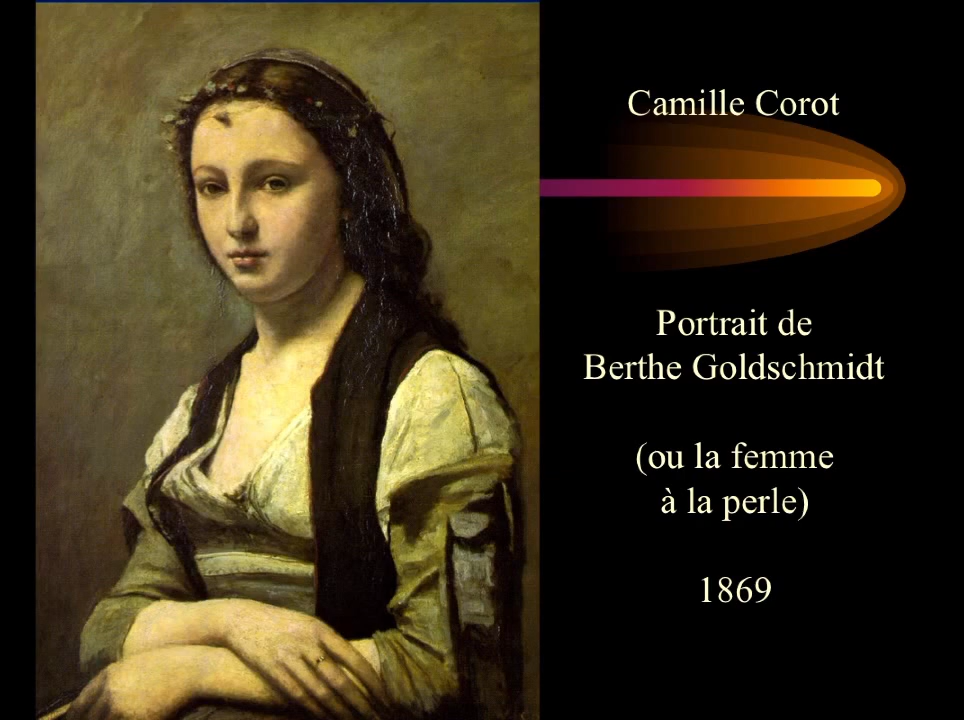 Camille Corot
Portrait de
Berthe Goldschmidt
(ou la femme
à la perle)
1869